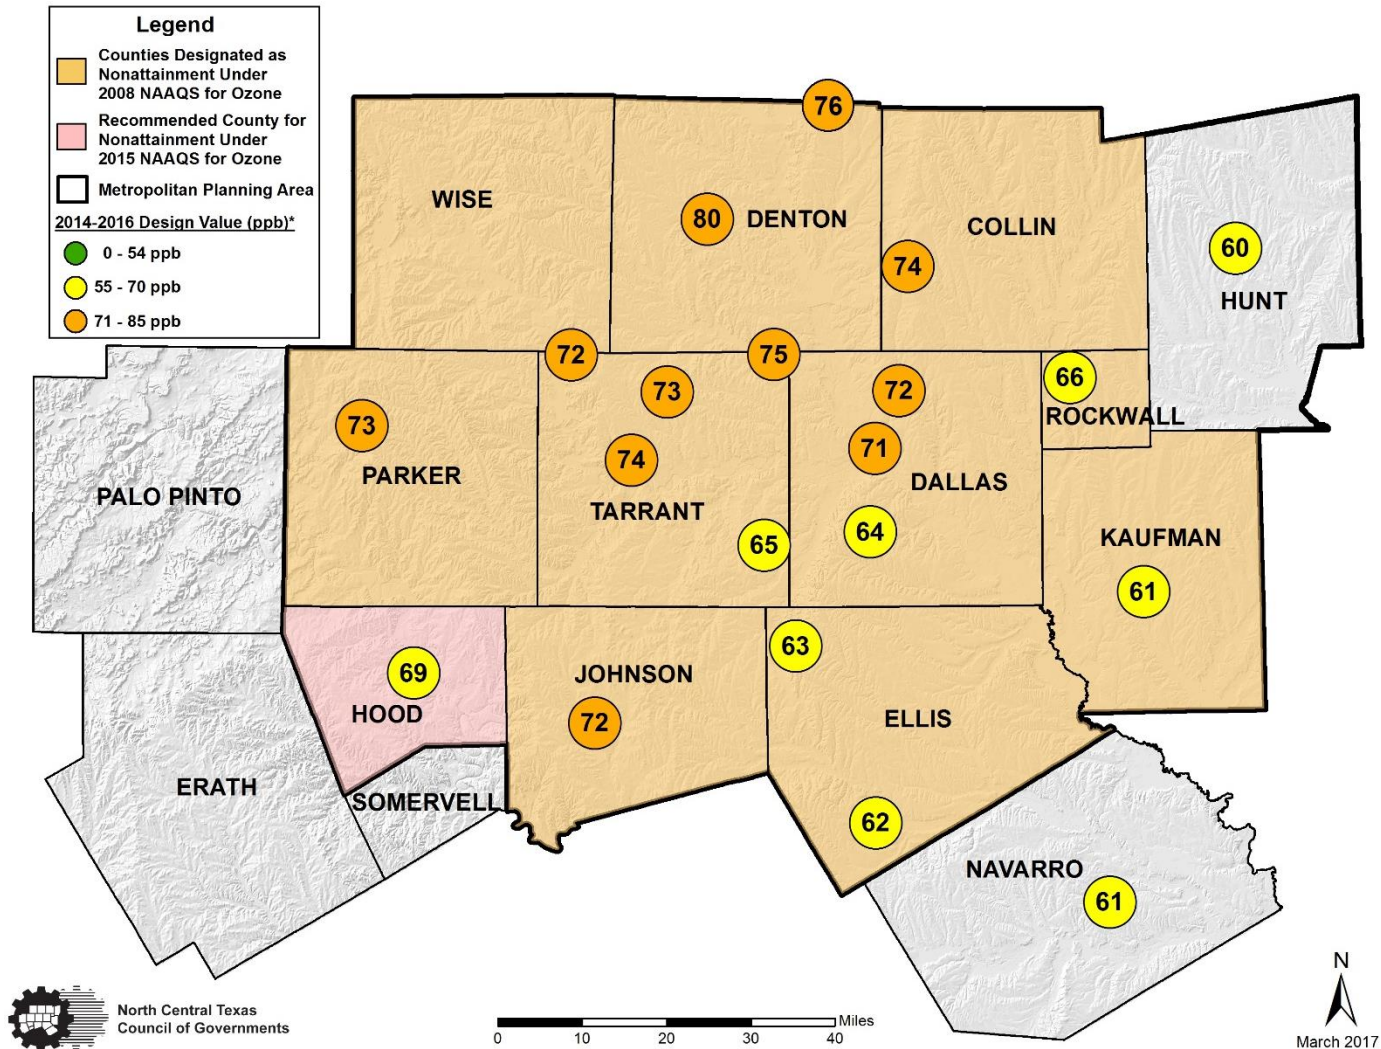 Legend
Counties Designated as
Nonattainment Under
2008 NAAQS for Ozone
Recommended County for
Nonattainment Under
2015 NAAQS for Ozone
Metropolitan Planning Area
2014-2016 Design Value (ppb)*
0 - 54 ppb
55 - 70 ppb
71 - 85 ppb
76
WISE
80
DENTON
COLLIN
74
60
HUNT
72
75
66
ROCKWALL
73
PARKER
73
74
TARRANT
65
72
71
DALLAS
64
PALO PINTO
KAUFMAN
61
69
HOOD
JOHNSON
72
63
ELLIS
62
ERATH
SOMERVELL
NAVARRO
61
North Central Texas
Council of Governments
Miles
0 10 20 30 40
N
March 2017